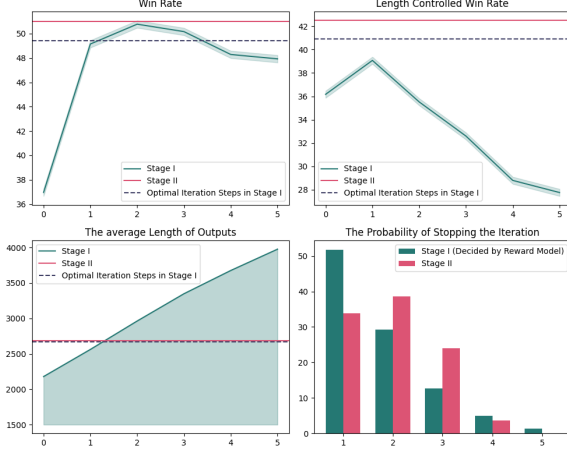 Win Rate
50
48
46
44
42
40
38
36
0 1 2 3 4 5
Stage I
Stage II
Optimal Iteration Steps in Stage I
Length Controlled Win Rate
42
40
38
36
34
32
30
28
0 1 2 3 4 5
Stage I
Stage II
Optimal Iteration Steps in Stage I
The average Length of Outputs
4000
3500
3000
2500
2000
1500
0 1 2 3 4 5
Stage I
Stage II
Optimal Iteration Steps in Stage I
The Probability of Stopping the Iteration
50
40
30
20
10
0
1 2 3 4 5
Stage I (Decided by Reward Model)
Stage II